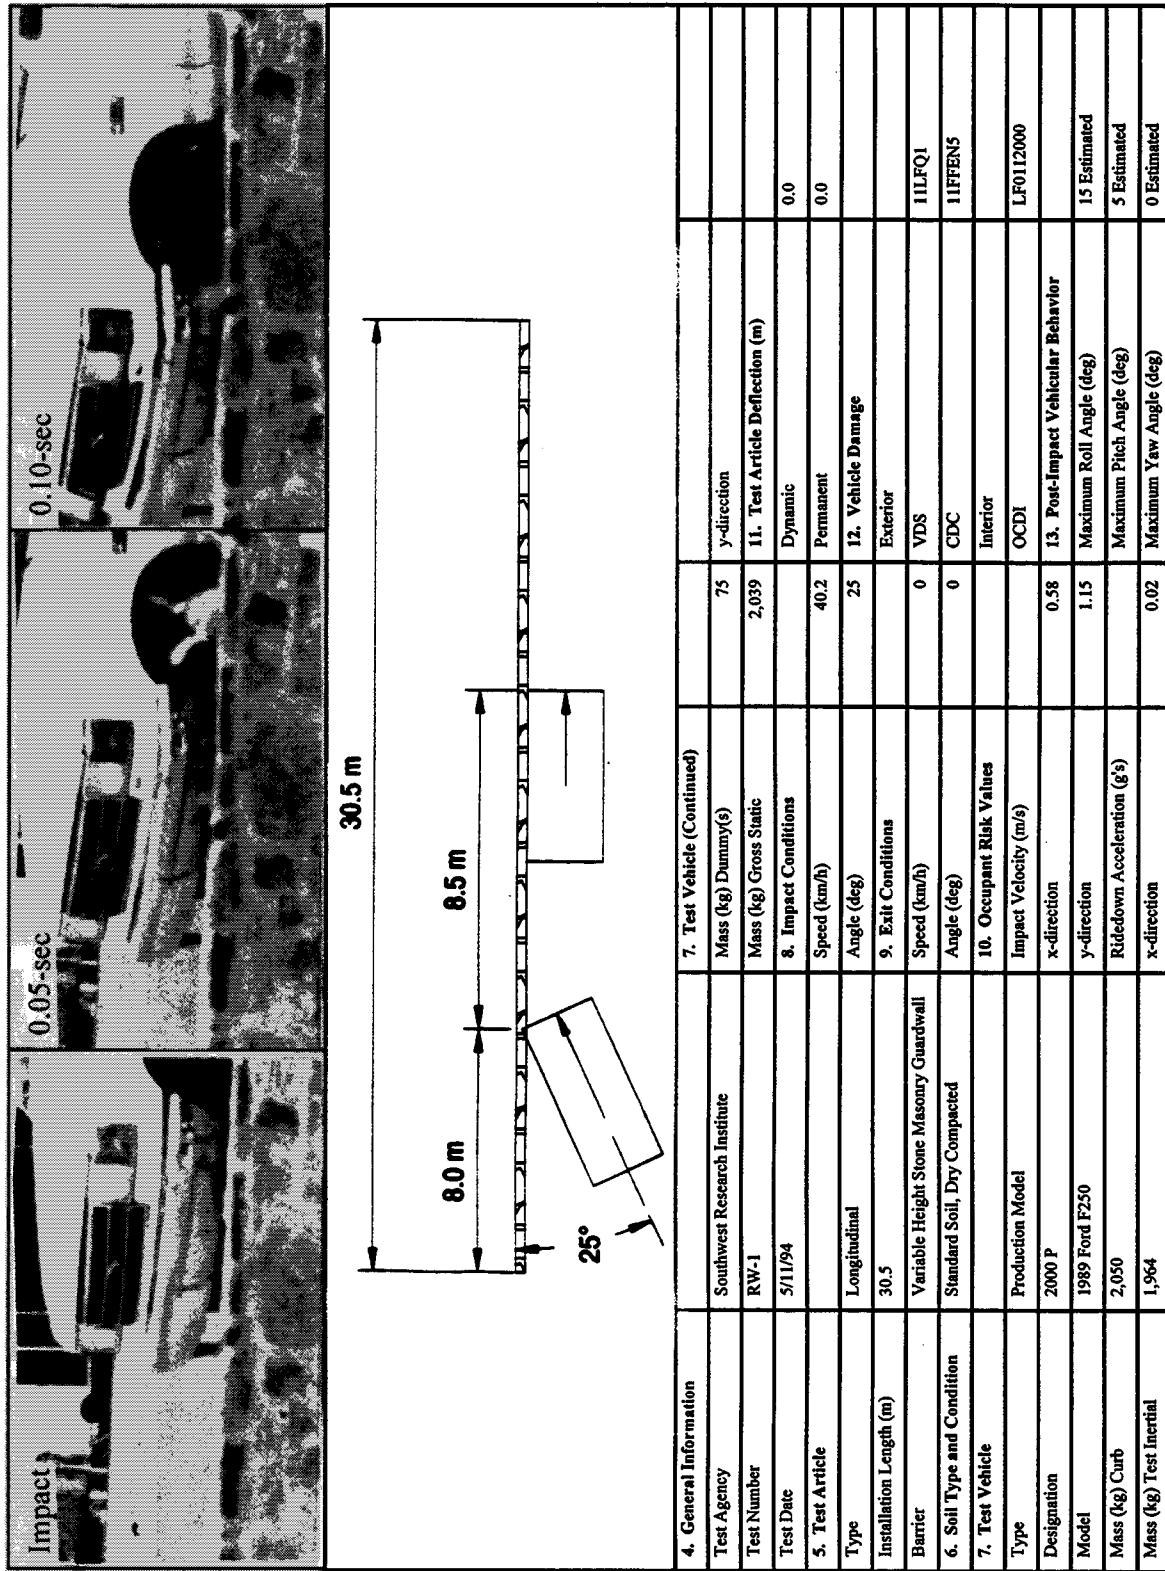 Impact
0.05-sec
0.10-sec
30.5 m
8.0 m
8.5 m
25°
4. General Information
Test Agency Southwest Research Institute
Test Number RW-1
Test Date 5/11/94
5. Test Article
Type Longitudinal
Installation Length (m) 30.5
Barrier Variable Height Stone Masonry Guardwall
6. Soil Type and Condition Standard Soil, Dry Compacted
7. Test Vehicle
Type Production Model
Designation 2000 P
Model 1989 Ford F250
Mass (kg) Curb 2,050
Mass (kg) Test Inertial 1,964
7. Test Vehicle (Continued)
Mass (kg) Dummy(s) 75
Mass (kg) Gross Static 2,039
8. Impact Conditions
Speed (km/h) 40.2
Angle (deg) 25
9. Exit Conditions
Speed (km/h) 0
Angle (deg) 0
10. Occupant Risk Values
Impact Velocity (m/s)
x-direction 0.58
y-direction 1.15
Ridedown Acceleration (g's)
x-direction 0.02
y-direction
11. Test Article Deflection (m)
Dynamic 0.0
Permanent 0.0
12. Vehicle Damage
Exterior
VDS 11LFQ1
CDC 11FFEN5
Interior
OCDI LF0112000
13. Post-Impact Vehicular Behavior
Maximum Roll Angle (deg) 15 Estimated
Maximum Pitch Angle (deg) 5 Estimated
Maximum Yaw Angle (deg) 0 Estimated